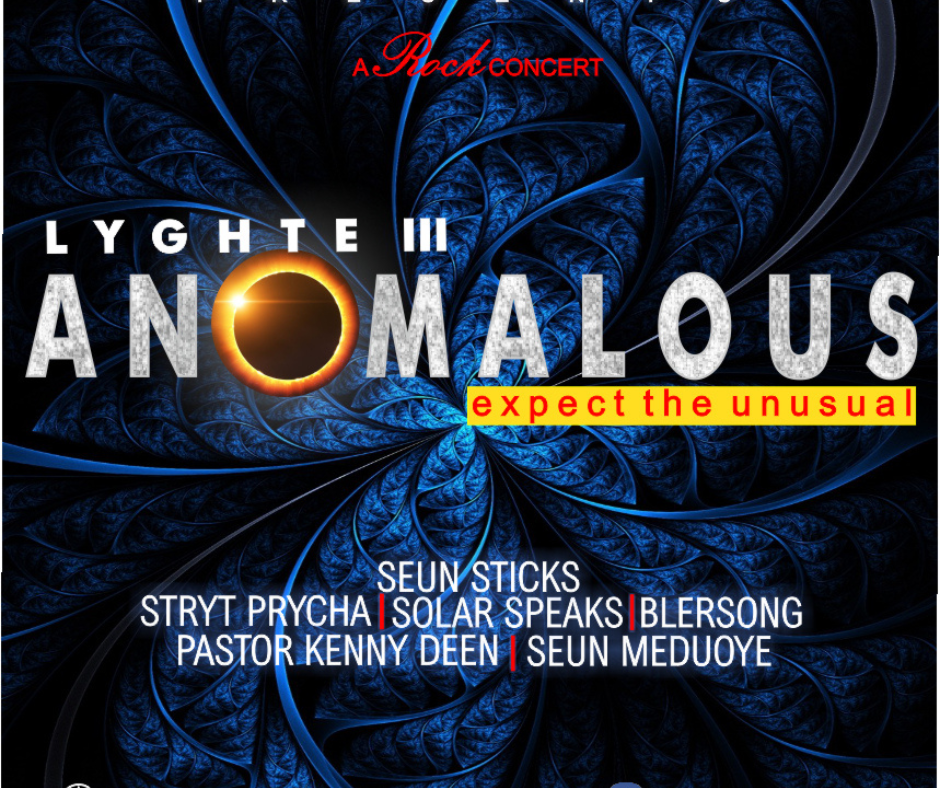 PRESENTS
A Rock CONCERT
LYGHTE III
ANOMALOUS
expect the unusual
SEUN STICKS
STRYT PRYCHA | SOLAR SPEAKS | BLERSONG
PASTOR KENNY DEEN | SEUN MEDUOYE